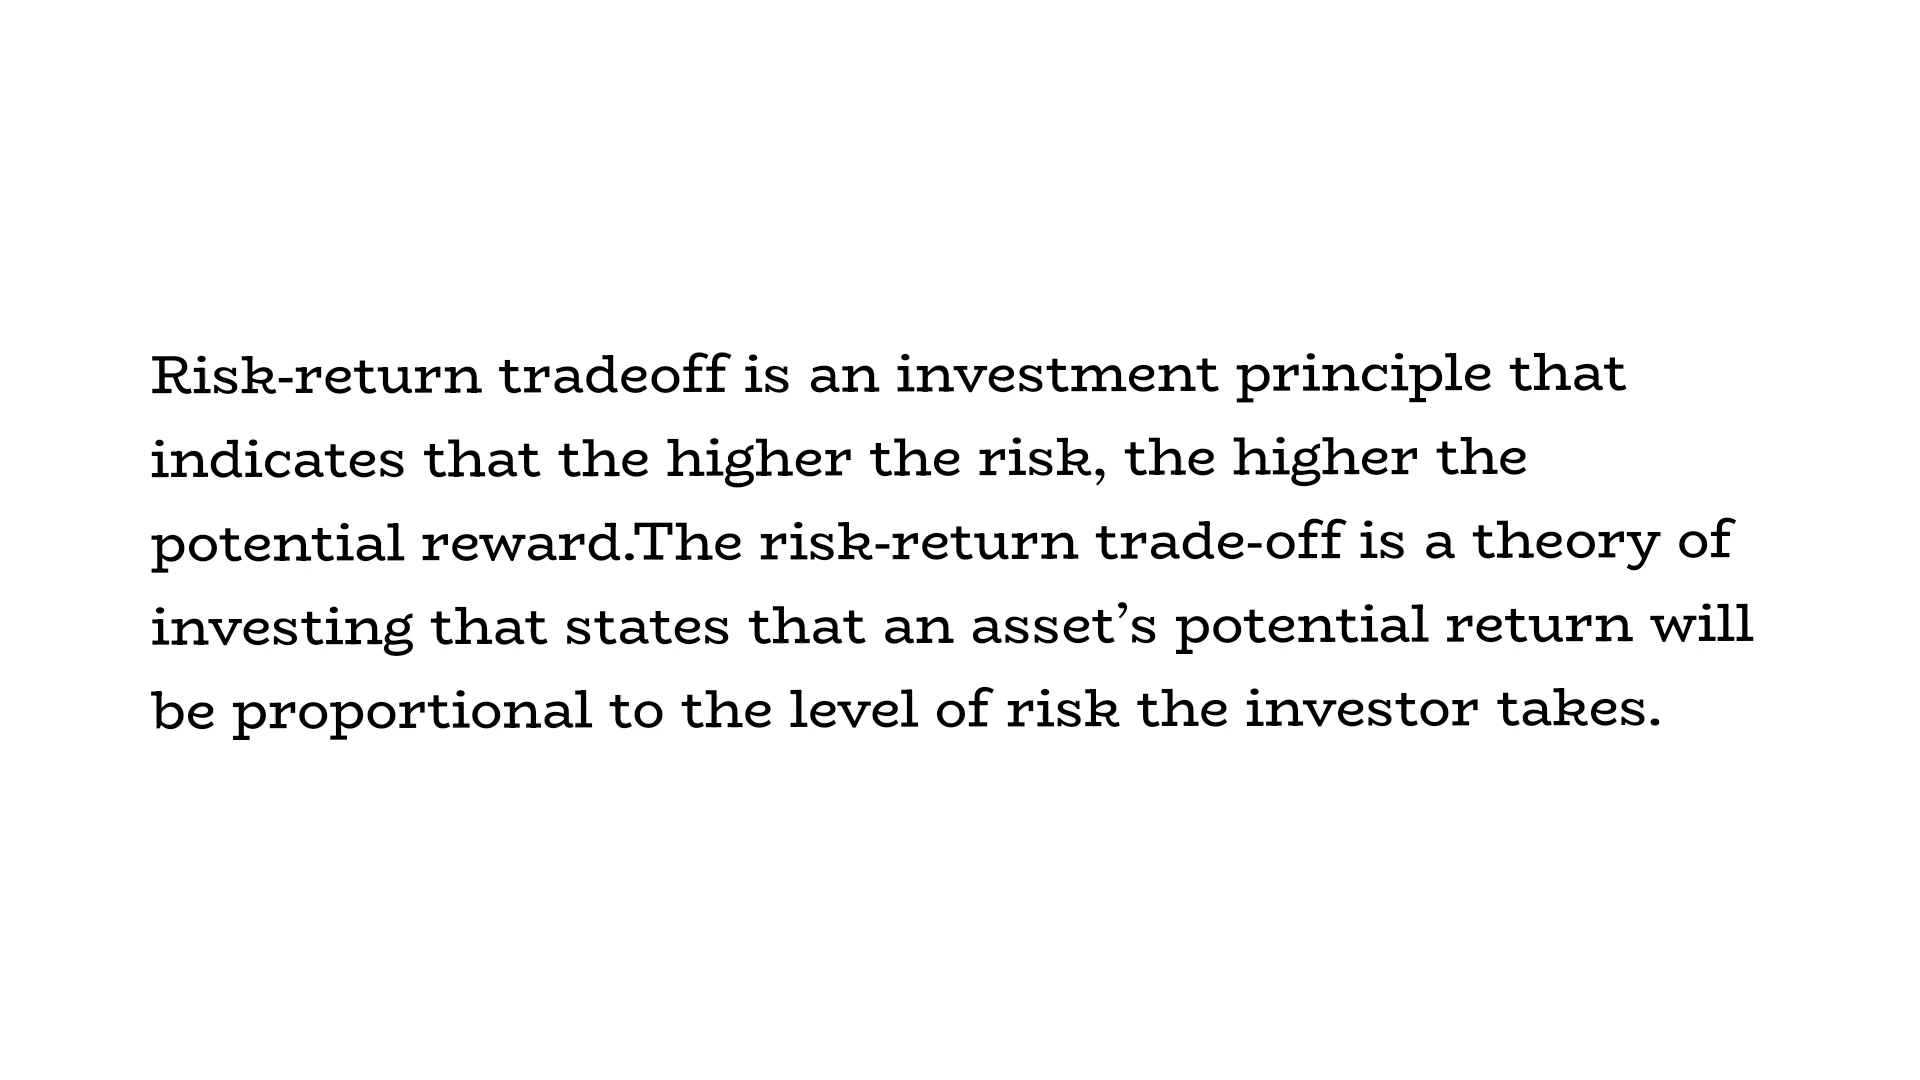 Risk-return tradeoff is an investment principle that
indicates that the higher the risk, the higher the
potential reward.The risk-return trade-off is a theory of
investing that states that an asset’s potential return will
be proportional to the level of risk the investor takes.